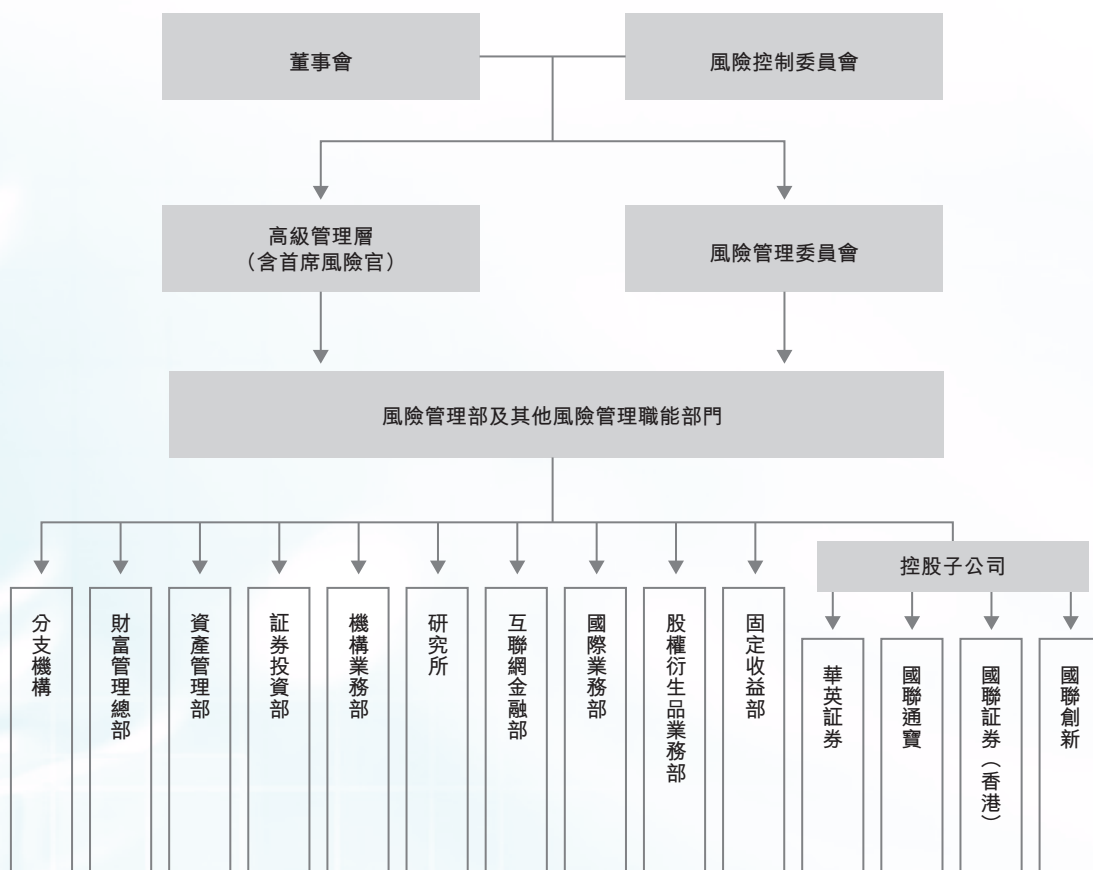 董事會
風險控制委員會
高級管理層
（含首席風險官）
風險管理委員會
風險管理部及其他風險管理職能部門
控股子公司
分支機構
財富管理總部
資產管理部
証券投資部
機構業務部
研究所
互聯網金融部
國際業務部
股權衍生品業務部
固定收益部
華英証券
國聯通寶
國聯証券（香港）
國聯創新